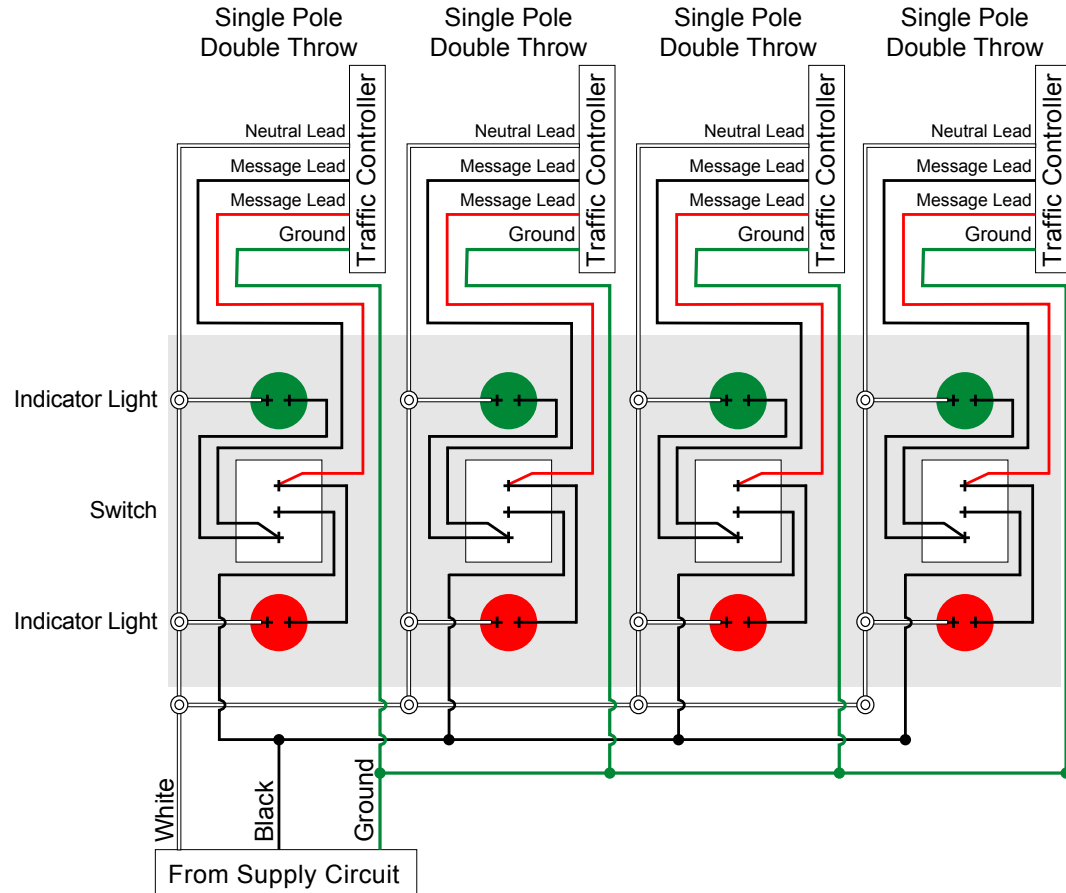 Single Pole
Double Throw
Single Pole
Double Throw
Single Pole
Double Throw
Single Pole
Double Throw
Neutral Lead
Message Lead
Message Lead
Ground
Traffic Controller
Neutral Lead
Message Lead
Message Lead
Ground
Traffic Controller
Neutral Lead
Message Lead
Message Lead
Ground
Traffic Controller
Neutral Lead
Message Lead
Message Lead
Ground
Traffic Controller
Indicator Light
Switch
Indicator Light
White
Black
Ground
From Supply Circuit